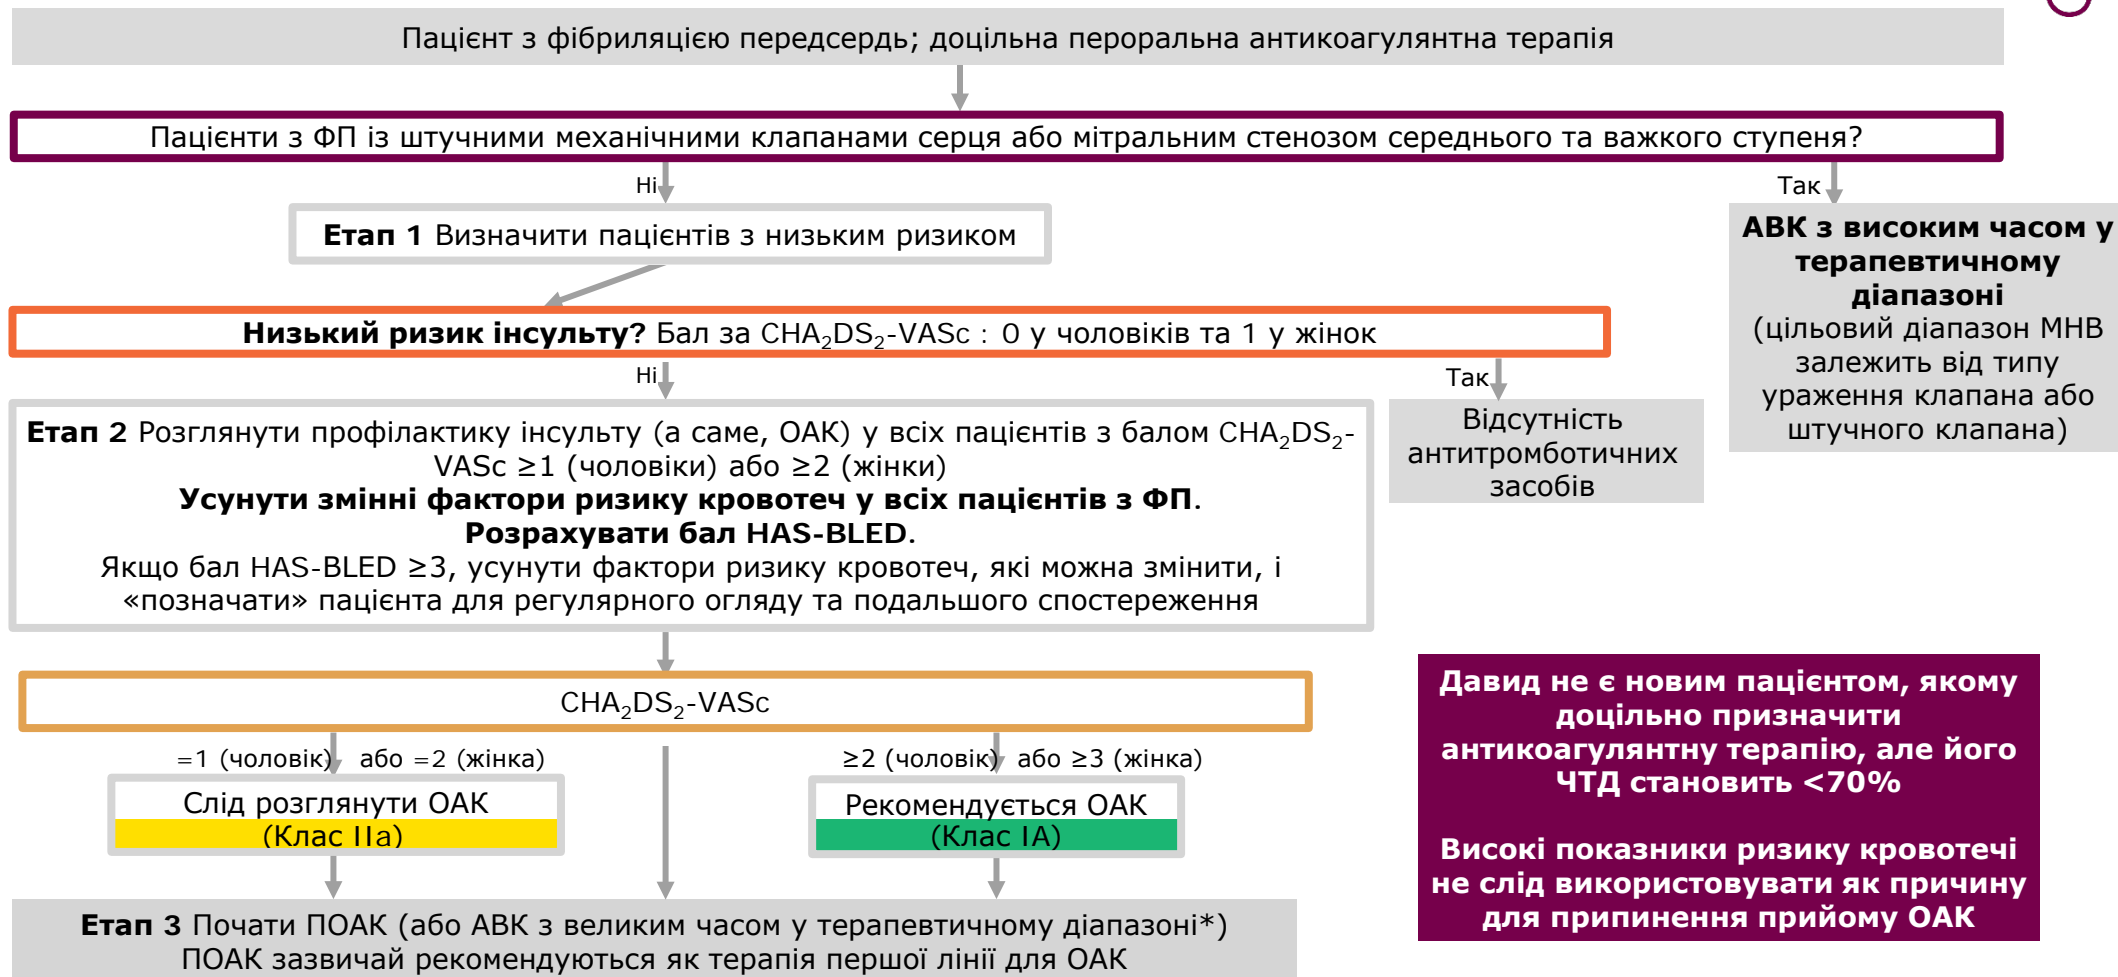 Пацієнт з фібриляцією передсердь; доцільна пероральна антикоагулянтна терапія
Пацієнти з ФП із штучними механічними клапанами серця або мітральним стенозом середнього та важкого ступеня?
Ні
Так
Етап 1 Визначити пацієнтів з низьким ризиком
АВК з високим часом у
терапевтичному
діапазоні
(цільовий діапазон МНВ
залежить від типу
ураження клапана або
штучного клапана)
Низький ризик інсульту? Бал за CHA₂DS₂-VASc : 0 у чоловіків та 1 у жінок
Ні
Так
Відсутність
антитромботичних
засобів
Етап 2 Розглянути профілактику інсульту (а саме, ОАК) у всіх пацієнтів з балом CHA₂DS₂-
VASc ≥1 (чоловіки) або ≥2 (жінки)
Усунути змінні фактори ризику кровотеч у всіх пацієнтів з ФП.
Розрахувати бал HAS-BLED.
Якщо бал HAS-BLED ≥3, усунути фактори ризику кровотеч, які можна змінити, і
«позначати» пацієнта для регулярного огляду та подальшого спостереження
CHA₂DS₂-VASc
=1 (чоловік) або =2 (жінка)
≥2 (чоловік) або ≥3 (жінка)
Слід розглянути ОАК
(Клас IIa)
Рекомендується ОАК
(Клас IA)
Етап 3 Почати ПОАК (або АВК з великим часом у терапевтичному діапазоні*)
ПОАК зазвичай рекомендуються як терапія першої лінії для ОАК
Давид не є новим пацієнтом, якому
доцільно призначити
антикоагулянтну терапію, але його
ЧТД становить <70%
Високі показники ризику кровотечі
не слід використовувати як причину
для припинення прийому ОАК